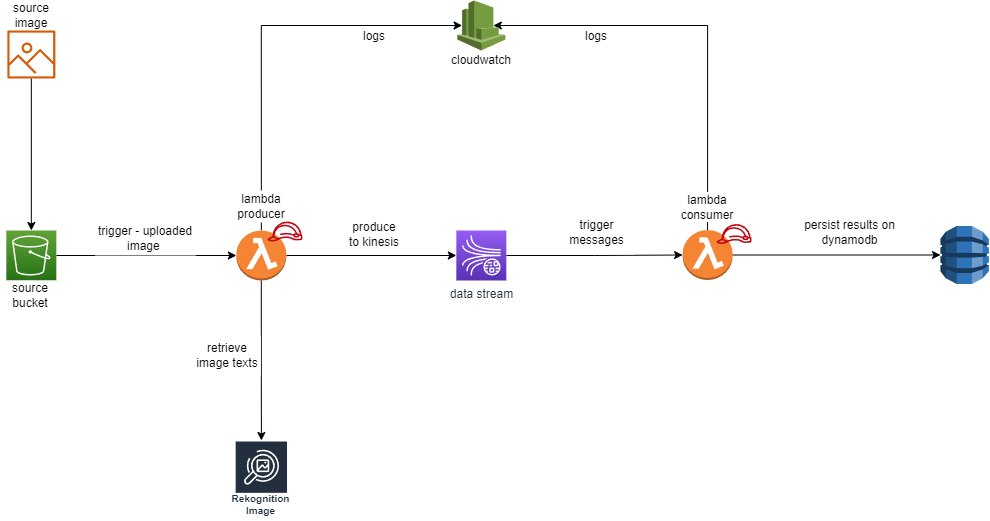 source
image
logs
logs
cloudwatch
lambda
producer
lambda
consumer
trigger - uploaded
image
produce
to kinesis
trigger
messages
persist results on
dynamodb
source
bucket
data stream
retrieve
image texts
Rekognition
Image